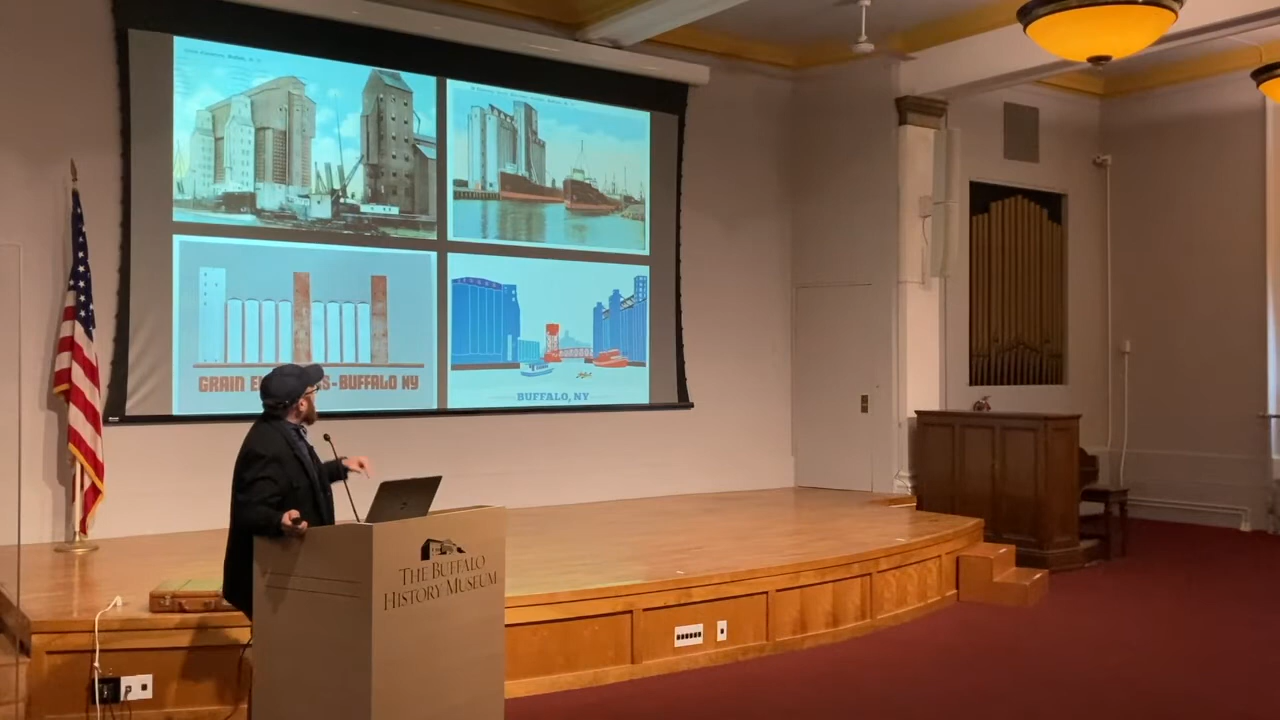 GRAIN E S-BUFFALO NY
BUFFALO, NY
THE BUFFALO
HISTORY MUSEUM